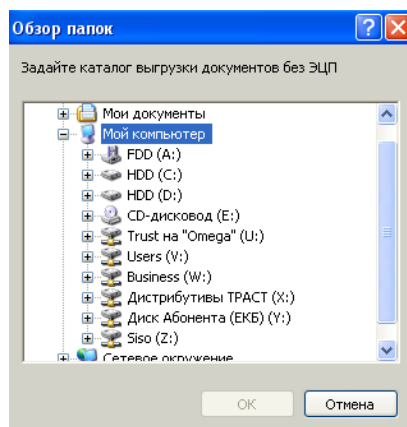 Обзор папок
Задайте каталог выгрузки документов без ЭЦП
Мои документы
Мой компьютер
FDD (A:)
HDD (C:)
HDD (D:)
CD-дисковод (E:)
Trust на "Omega" (U:)
Users (V:)
Business (W:)
Дистрибутивы ТРАСТ (X:)
Диск Абонента (ЕКБ) (Y:)
Siso (Z:)
Сетевое окружение
ОК Отмена